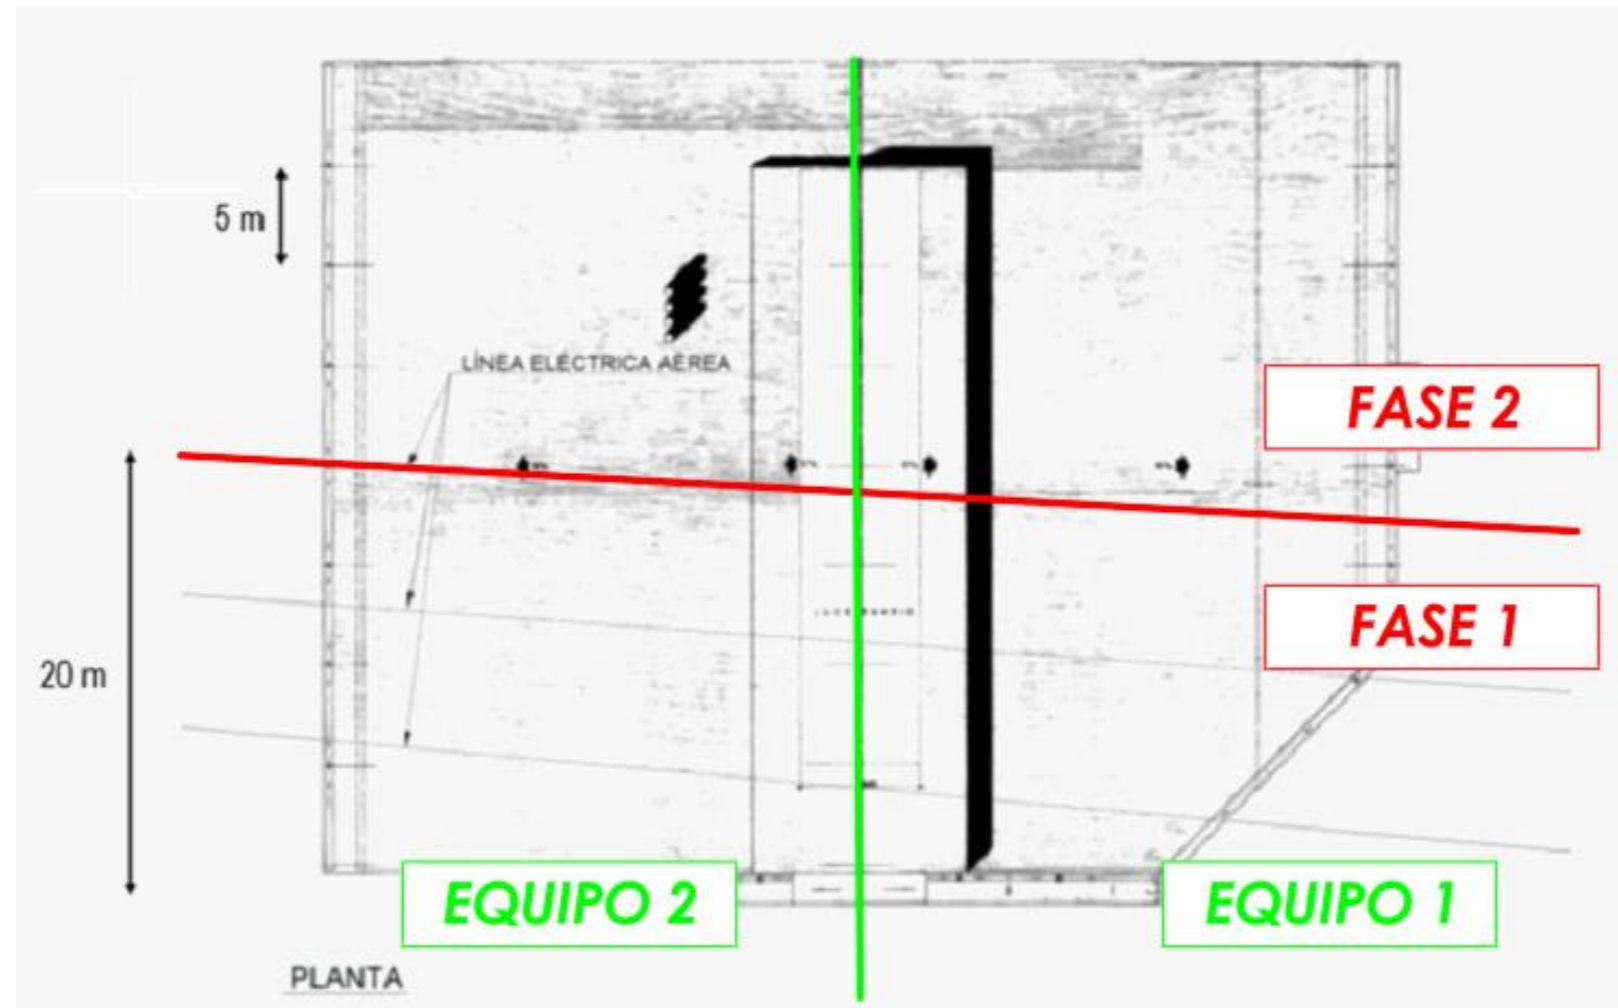 5 m
LÍNEA ELÉCTRICA AÉREA
FASE 2
FASE 1
20 m
EQUIPO 2
EQUIPO 1
PLANTA